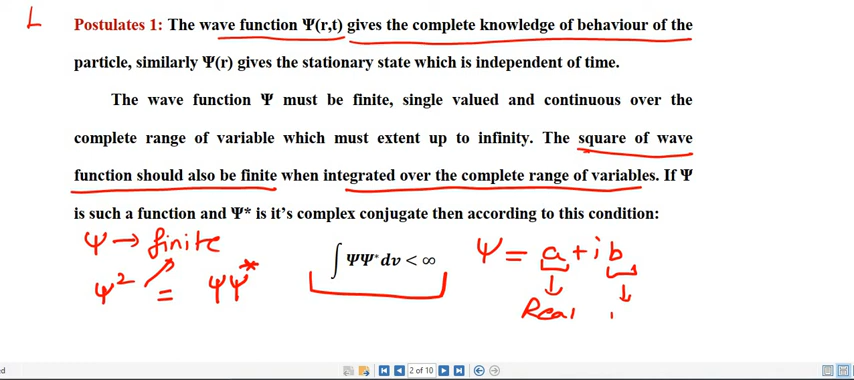 L
Postulates 1: The wave function Ψ(r,t) gives the complete knowledge of behaviour of the
particle, similarly Ψ(r) gives the stationary state which is independent of time.
The wave function Ψ must be finite, single valued and continuous over the
complete range of variable which must extent up to infinity. The square of wave
function should also be finite when integrated over the complete range of variables. If Ψ
is such a function and Ψ* is it's complex conjugate then according to this condition:
Ψ → finite
∫ ΨΨ*dv < ∞
Ψ = a + ib
Ψ² = ΨΨ*
Real
2 of 10